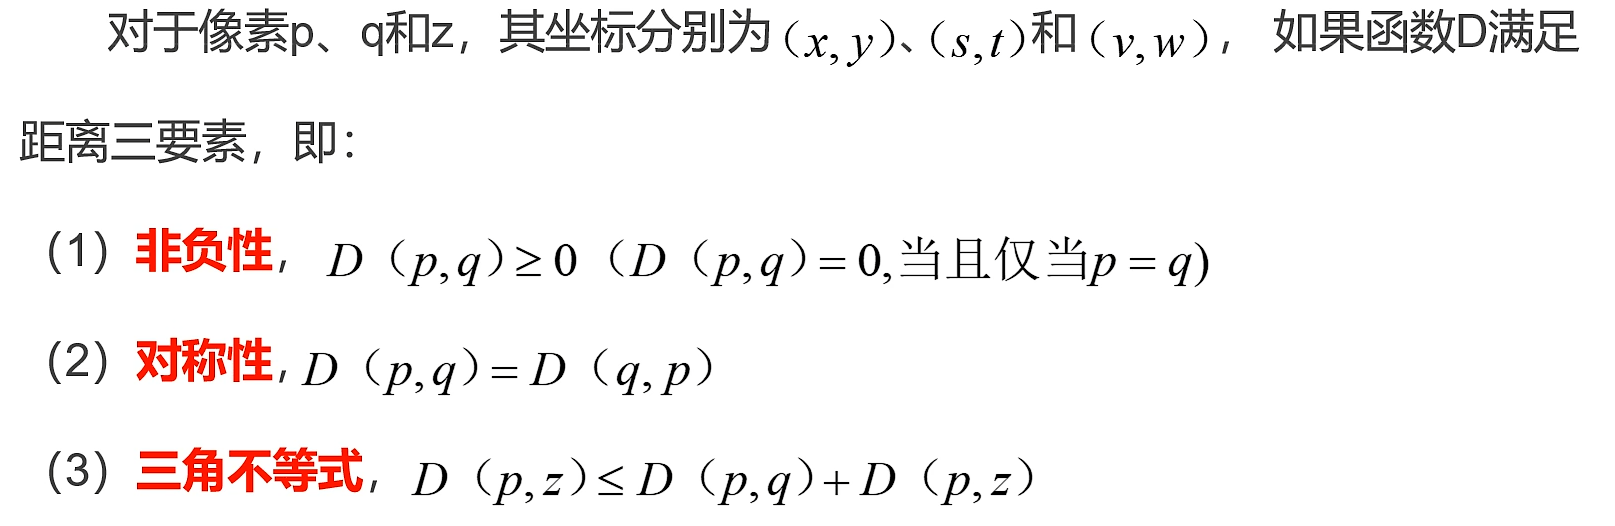 对于像素p、q和z，其坐标分别为（x,y）、（s,t）和（v,w）， 如果函数D满足
距离三要素，即：
（1）非负性， D（p,q）≥0（D（p,q）=0,当且仅当p=q)
（2）对称性, D（p,q）=D（q,p）
（3）三角不等式， D（p,z）≤D（p,q）+D（p,z）